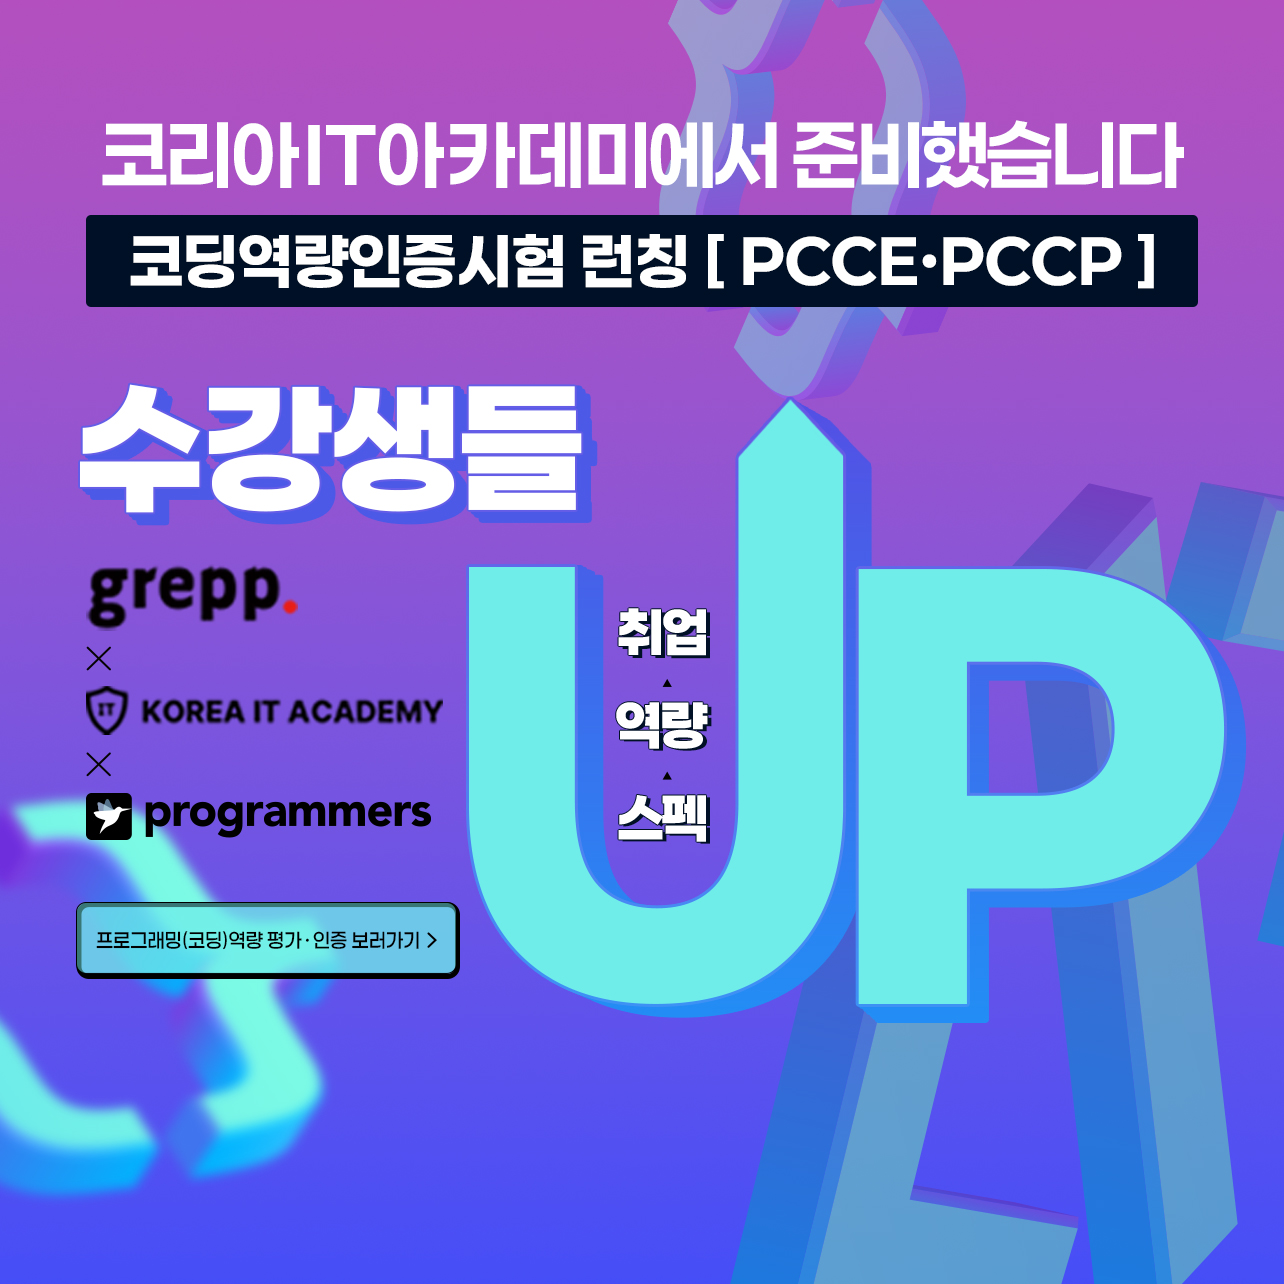 코리아IT아카데미에서 준비했습니다
코딩역량인증시험 런칭 [ PCCE·PCCP ]
수강생들
UP
취업
▲
역량
▲
스펙
grepp.
×
IT KOREA IT ACADEMY
×
programmers
프로그래밍(코딩)역량 평가·인증 보러가기 >